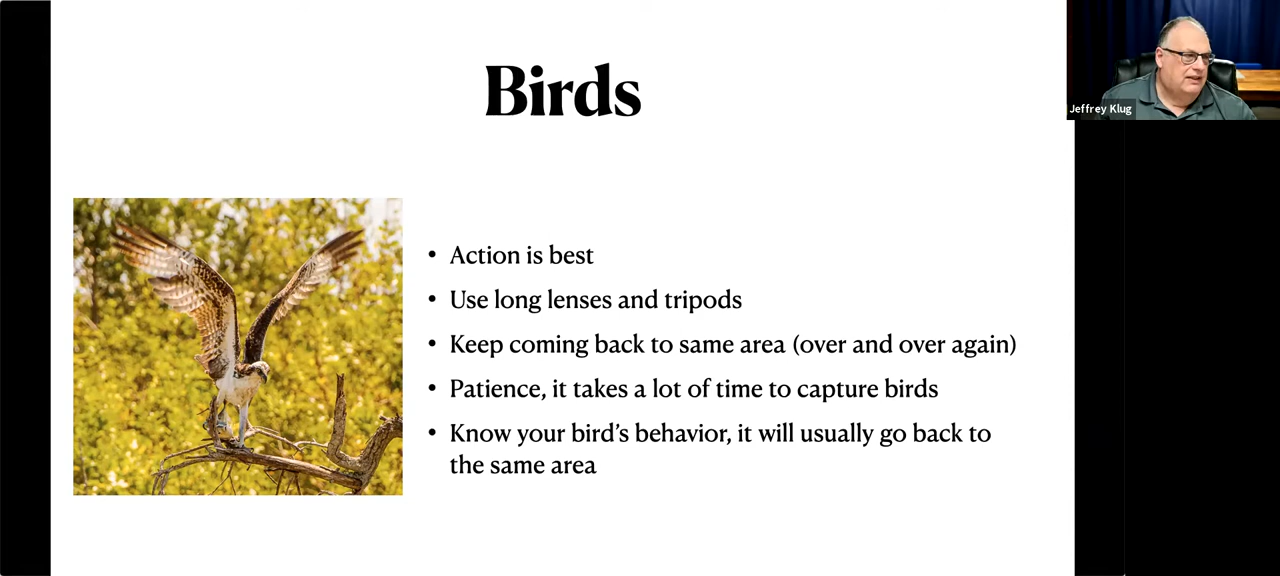 Birds
Jeffrey Klug
• Action is best
• Use long lenses and tripods
• Keep coming back to same area (over and over again)
• Patience, it takes a lot of time to capture birds
• Know your bird’s behavior, it will usually go back to
the same area